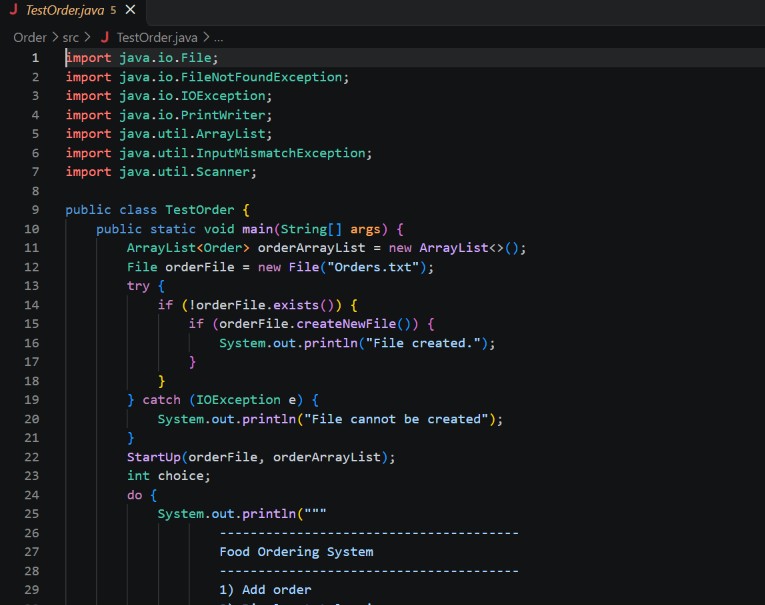 J TestOrder.java 5 ×
Order > src > J TestOrder.java > ...
1 import java.io.File;
2 import java.io.FileNotFoundException;
3 import java.io.IOException;
4 import java.io.PrintWriter;
5 import java.util.ArrayList;
6 import java.util.InputMismatchException;
7 import java.util.Scanner;
8
9 public class TestOrder {
10     public static void main(String[] args) {
11         ArrayList<Order> orderArrayList = new ArrayList<>();
12         File orderFile = new File("Orders.txt");
13         try {
14             if (!orderFile.exists()) {
15                 if (orderFile.createNewFile()) {
16                     System.out.println("File created.");
17                 }
18             }
19         } catch (IOException e) {
20             System.out.println("File cannot be created");
21         }
22         StartUp(orderFile, orderArrayList);
23         int choice;
24         do {
25             System.out.println("""
26                     ---------------------------------------
27                     Food Ordering System
28                     ---------------------------------------
29                     1) Add order